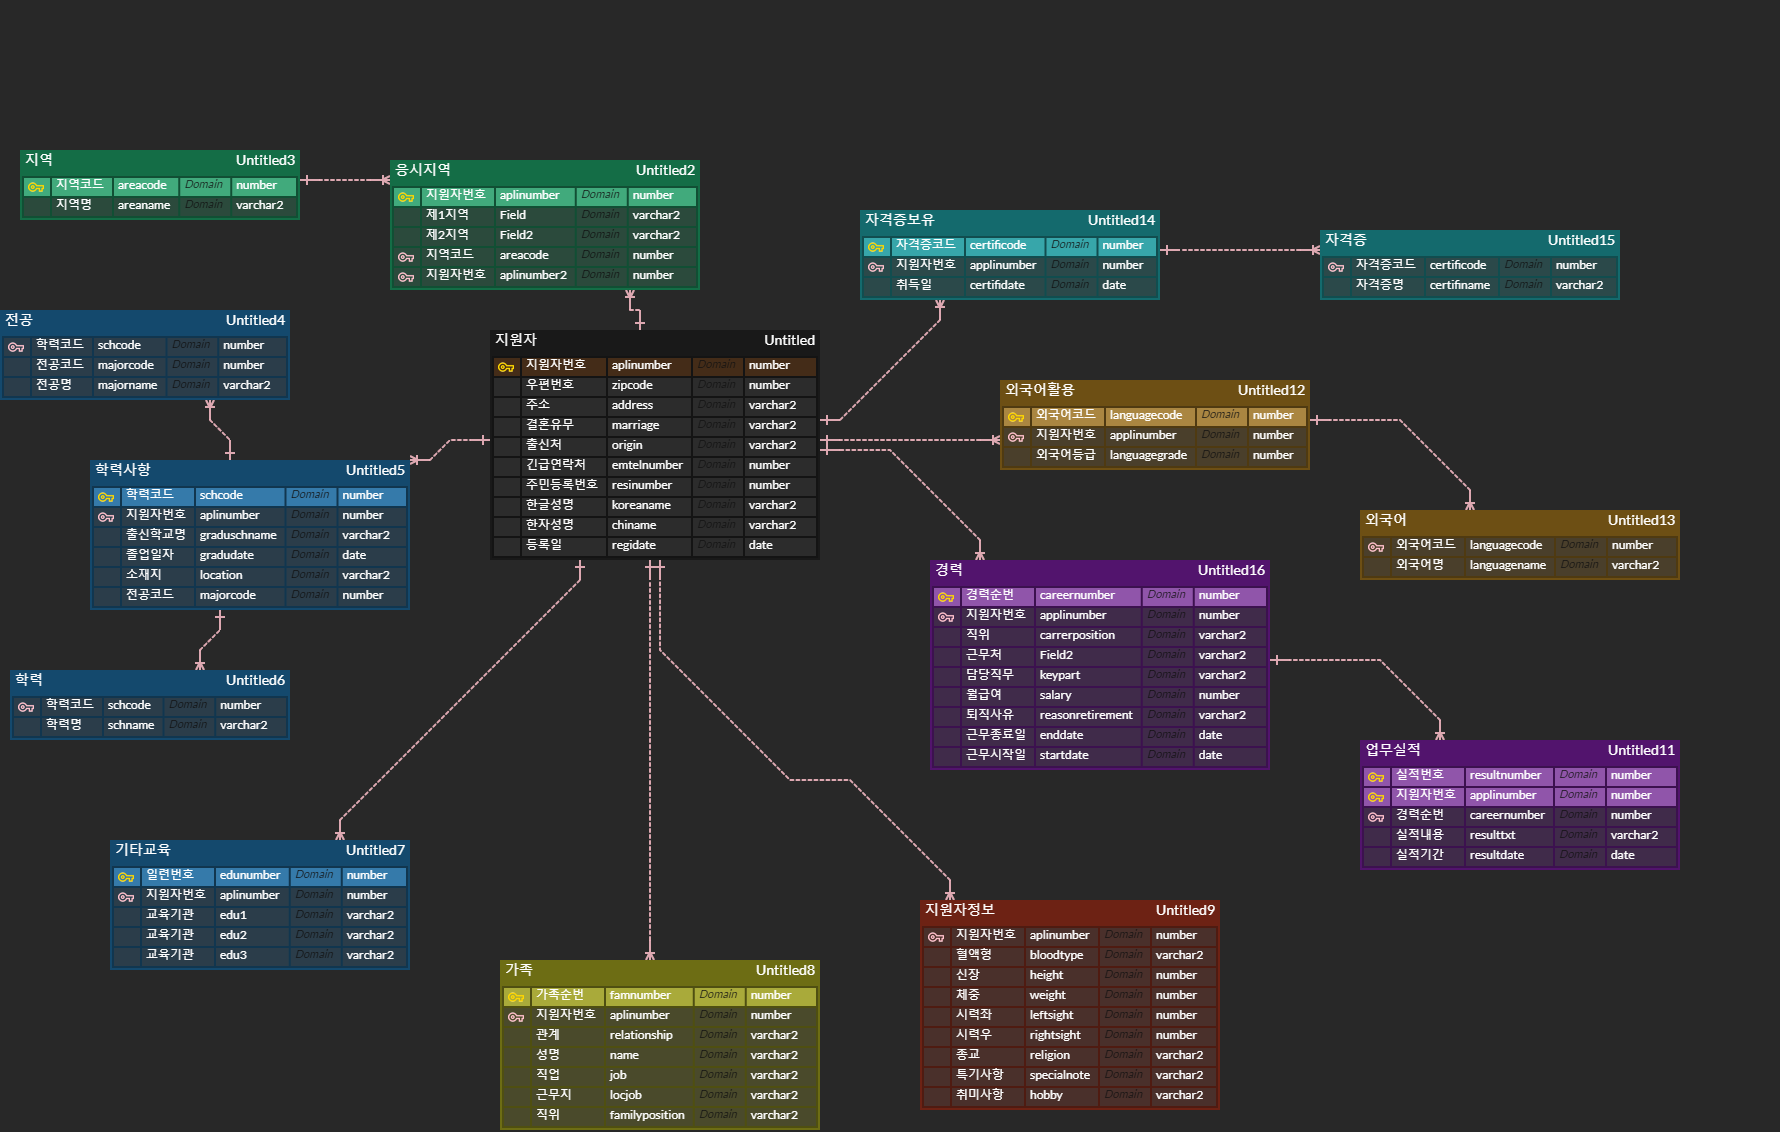 지역 Untitled3
지역코드 areacode Domain number
지역명 areaname Domain varchar2
응시지역 Untitled2
지원자번호 aplinumber Domain number
제1지역 Field Domain varchar2
제2지역 Field2 Domain varchar2
지역코드 areacode Domain number
지원자번호 aplinumber2 Domain number
자격증보유 Untitled14
자격증코드 certificode Domain number
지원자번호 applinumber Domain number
취득일 certifidate Domain date
자격증 Untitled15
자격증코드 certificode Domain number
자격증명 certifiname Domain varchar2
전공 Untitled4
학력코드 schcode Domain number
전공코드 majorcode Domain number
전공명 majorname Domain varchar2
지원자 Untitled
지원자번호 aplinumber Domain number
우편번호 zipcode Domain number
주소 address Domain varchar2
결혼유무 marriage Domain varchar2
출신처 origin Domain varchar2
긴급연락처 emtelnumber Domain number
주민등록번호 resinumber Domain number
한글성명 koreaname Domain varchar2
한자성명 chiname Domain varchar2
등록일 regidate Domain date
외국어활용 Untitled12
외국어코드 languagecode Domain number
지원자번호 applinumber Domain number
외국어등급 languagegrade Domain number
학력사항 Untitled5
학력코드 schcode Domain number
지원자번호 aplinumber Domain number
출신학교명 graduschname Domain varchar2
졸업일자 gradudate Domain date
소재지 location Domain varchar2
전공코드 majorcode Domain number
외국어 Untitled13
외국어코드 languagecode Domain number
외국어명 languagename Domain varchar2
경력 Untitled16
경력순번 careernumber Domain number
지원자번호 applinumber Domain number
직위 carrerposition Domain varchar2
근무처 Field2 Domain varchar2
담당직무 keypart Domain varchar2
월급여 salary Domain number
퇴직사유 reasonretirement Domain varchar2
근무종료일 enddate Domain date
근무시작일 startdate Domain date
학력 Untitled6
학력코드 schcode Domain number
학력명 schname Domain varchar2
업무실적 Untitled11
실적번호 resultnumber Domain number
지원자번호 applinumber Domain number
경력순번 careernumber Domain number
실적내용 resulttxt Domain varchar2
실적기간 resultdate Domain date
기타교육 Untitled7
일련번호 edunumber Domain number
지원자번호 aplinumber Domain number
교육기관 edu1 Domain varchar2
교육기관 edu2 Domain varchar2
교육기관 edu3 Domain varchar2
지원자정보 Untitled9
지원자번호 aplinumber Domain number
혈액형 bloodtype Domain varchar2
신장 height Domain number
체중 weight Domain number
시력좌 leftsight Domain number
시력우 rightsight Domain number
종교 religion Domain varchar2
특기사항 specialnote Domain varchar2
취미사항 hobby Domain varchar2
가족 Untitled8
가족순번 famnumber Domain number
지원자번호 aplinumber Domain number
관계 relationship Domain varchar2
성명 name Domain varchar2
직업 job Domain varchar2
근무지 locjob Domain varchar2
직위 familyposition Domain varchar2